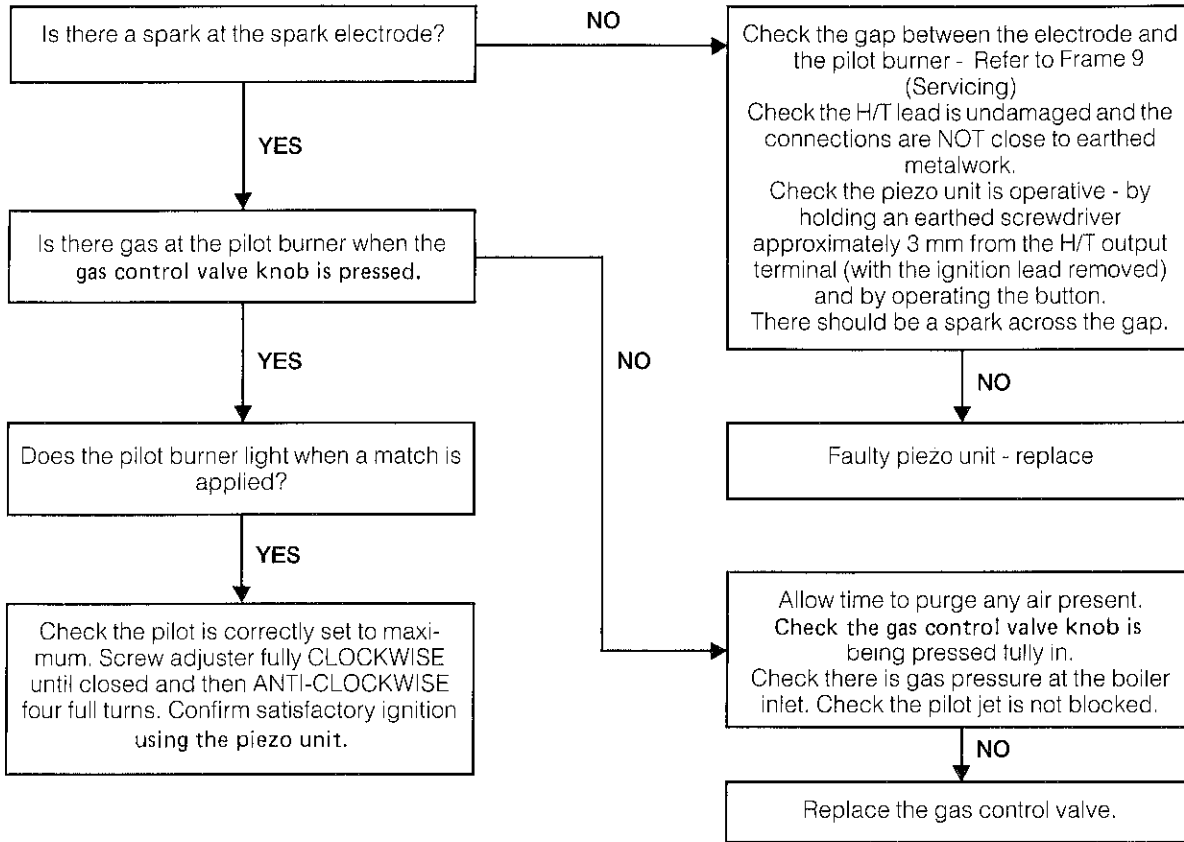 Is there a spark at the spark electrode?
NO
Check the gap between the electrode and
the pilot burner - Refer to Frame 9
(Servicing)
Check the H/T lead is undamaged and the
connections are NOT close to earthed
metalwork.
Check the piezo unit is operative - by
holding an earthed screwdriver
approximately 3 mm from the H/T output
terminal (with the ignition lead removed)
and by operating the button.
There should be a spark across the gap.
YES
Is there gas at the pilot burner when the
gas control valve knob is pressed.
YES
NO
NO
Does the pilot burner light when a match is
applied?
Faulty piezo unit - replace
YES
Check the pilot is correctly set to maxi-
mum. Screw adjuster fully CLOCKWISE
until closed and then ANTI-CLOCKWISE
four full turns. Confirm satisfactory ignition
using the piezo unit.
Allow time to purge any air present.
Check the gas control valve knob is
being pressed fully in.
Check there is gas pressure at the boiler
inlet. Check the pilot jet is not blocked.
NO
Replace the gas control valve.